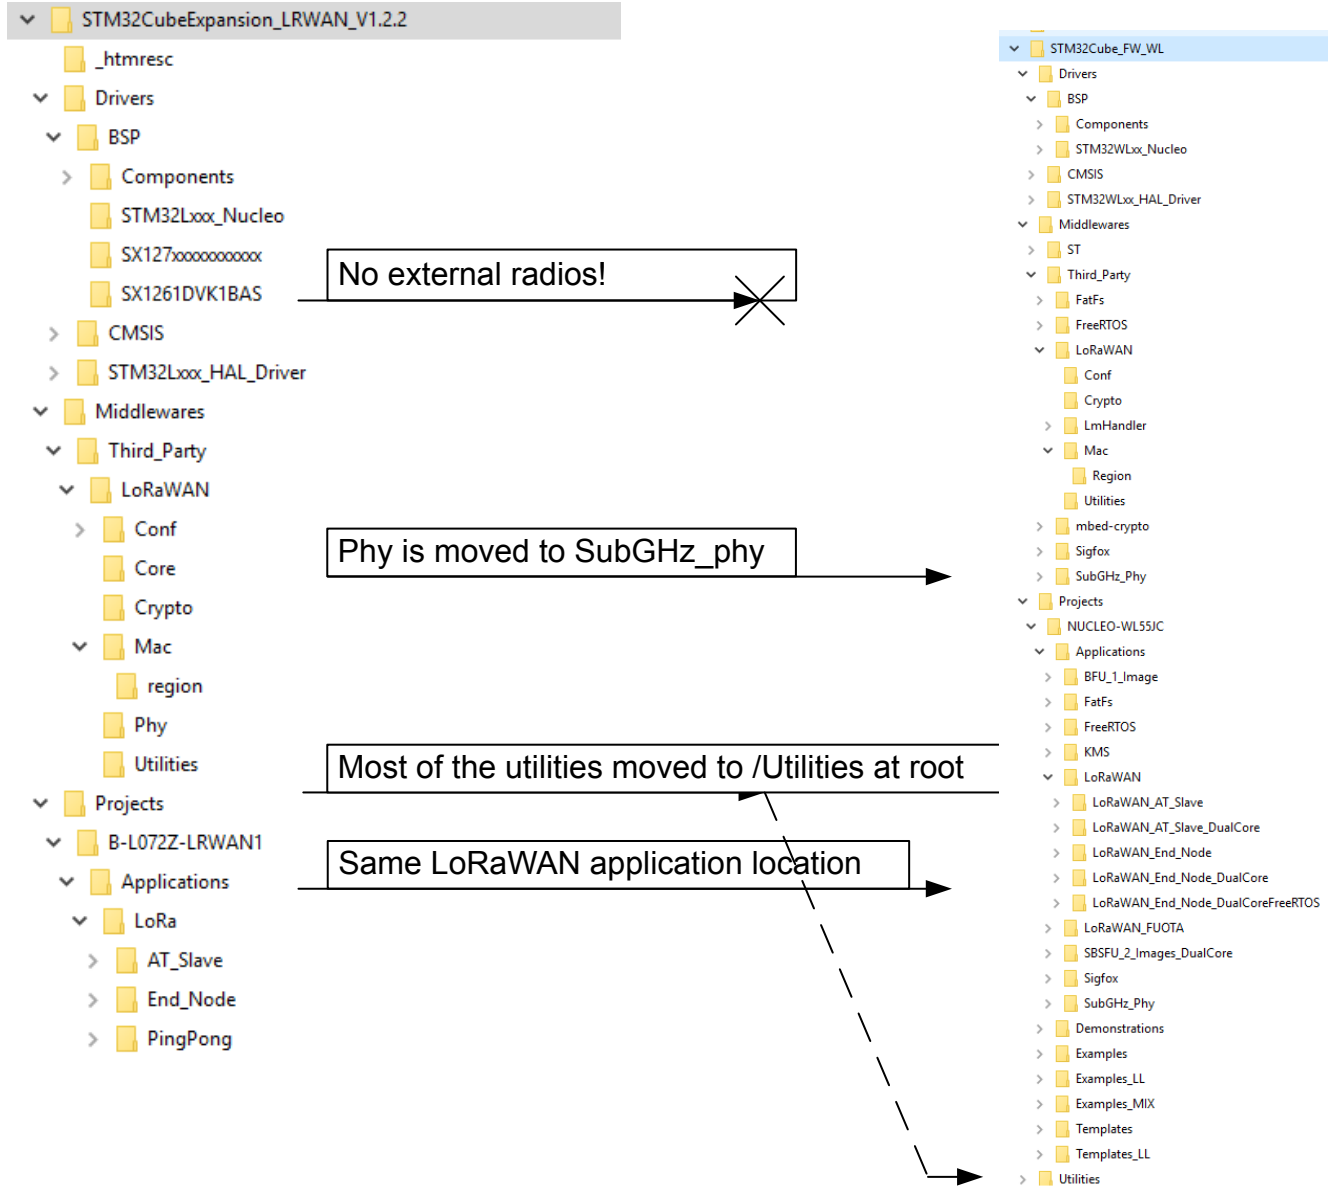 STM32CubeExpansion_LRWAN_V1.2.2
_htmresc
Drivers
BSP
Components
STM32Lxxx_Nucleo
SX127xxxxxxxxxxx
SX1261DVK1BAS
CMSIS
STM32Lxxx_HAL_Driver
Middlewares
Third_Party
LoRaWAN
Conf
Core
Crypto
Mac
region
Phy
Utilities
Projects
B-L072Z-LRWAN1
Applications
LoRa
AT_Slave
End_Node
PingPong
No external radios!
Phy is moved to SubGHz_phy
Most of the utilities moved to /Utilities at root
Same LoRaWAN application location
STM32Cube_FW_WL
Drivers
BSP
Components
STM32WLxx_Nucleo
CMSIS
STM32WLxx_HAL_Driver
Middlewares
ST
Third_Party
FatFs
FreeRTOS
LoRaWAN
Conf
Crypto
LmHandler
Mac
Region
Utilities
mbed-crypto
Sigfox
SubGHz_Phy
Projects
NUCLEO-WL55JC
Applications
BFU_1_Image
FatFs
FreeRTOS
KMS
LoRaWAN
LoRaWAN_AT_Slave
LoRaWAN_AT_Slave_DualCore
LoRaWAN_End_Node
LoRaWAN_End_Node_DualCore
LoRaWAN_End_Node_DualCoreFreeRTOS
LoRaWAN_FUOTA
SBSFU_2_Images_DualCore
Sigfox
SubGHz_Phy
Demonstrations
Examples
Examples_LL
Examples_MIX
Templates
Templates_LL
Utilities